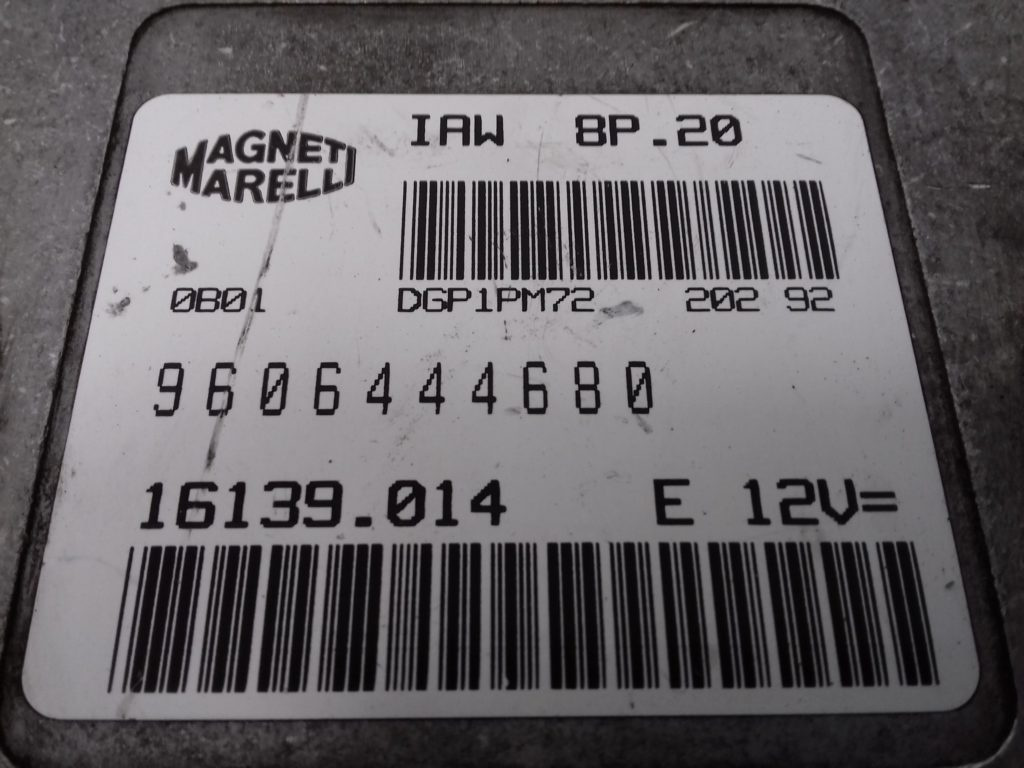 MAGNETI
MARELLI
IAW 8P.20
0B01 DGP1PM72 202 92
9606444680
16139.014 E 12V=